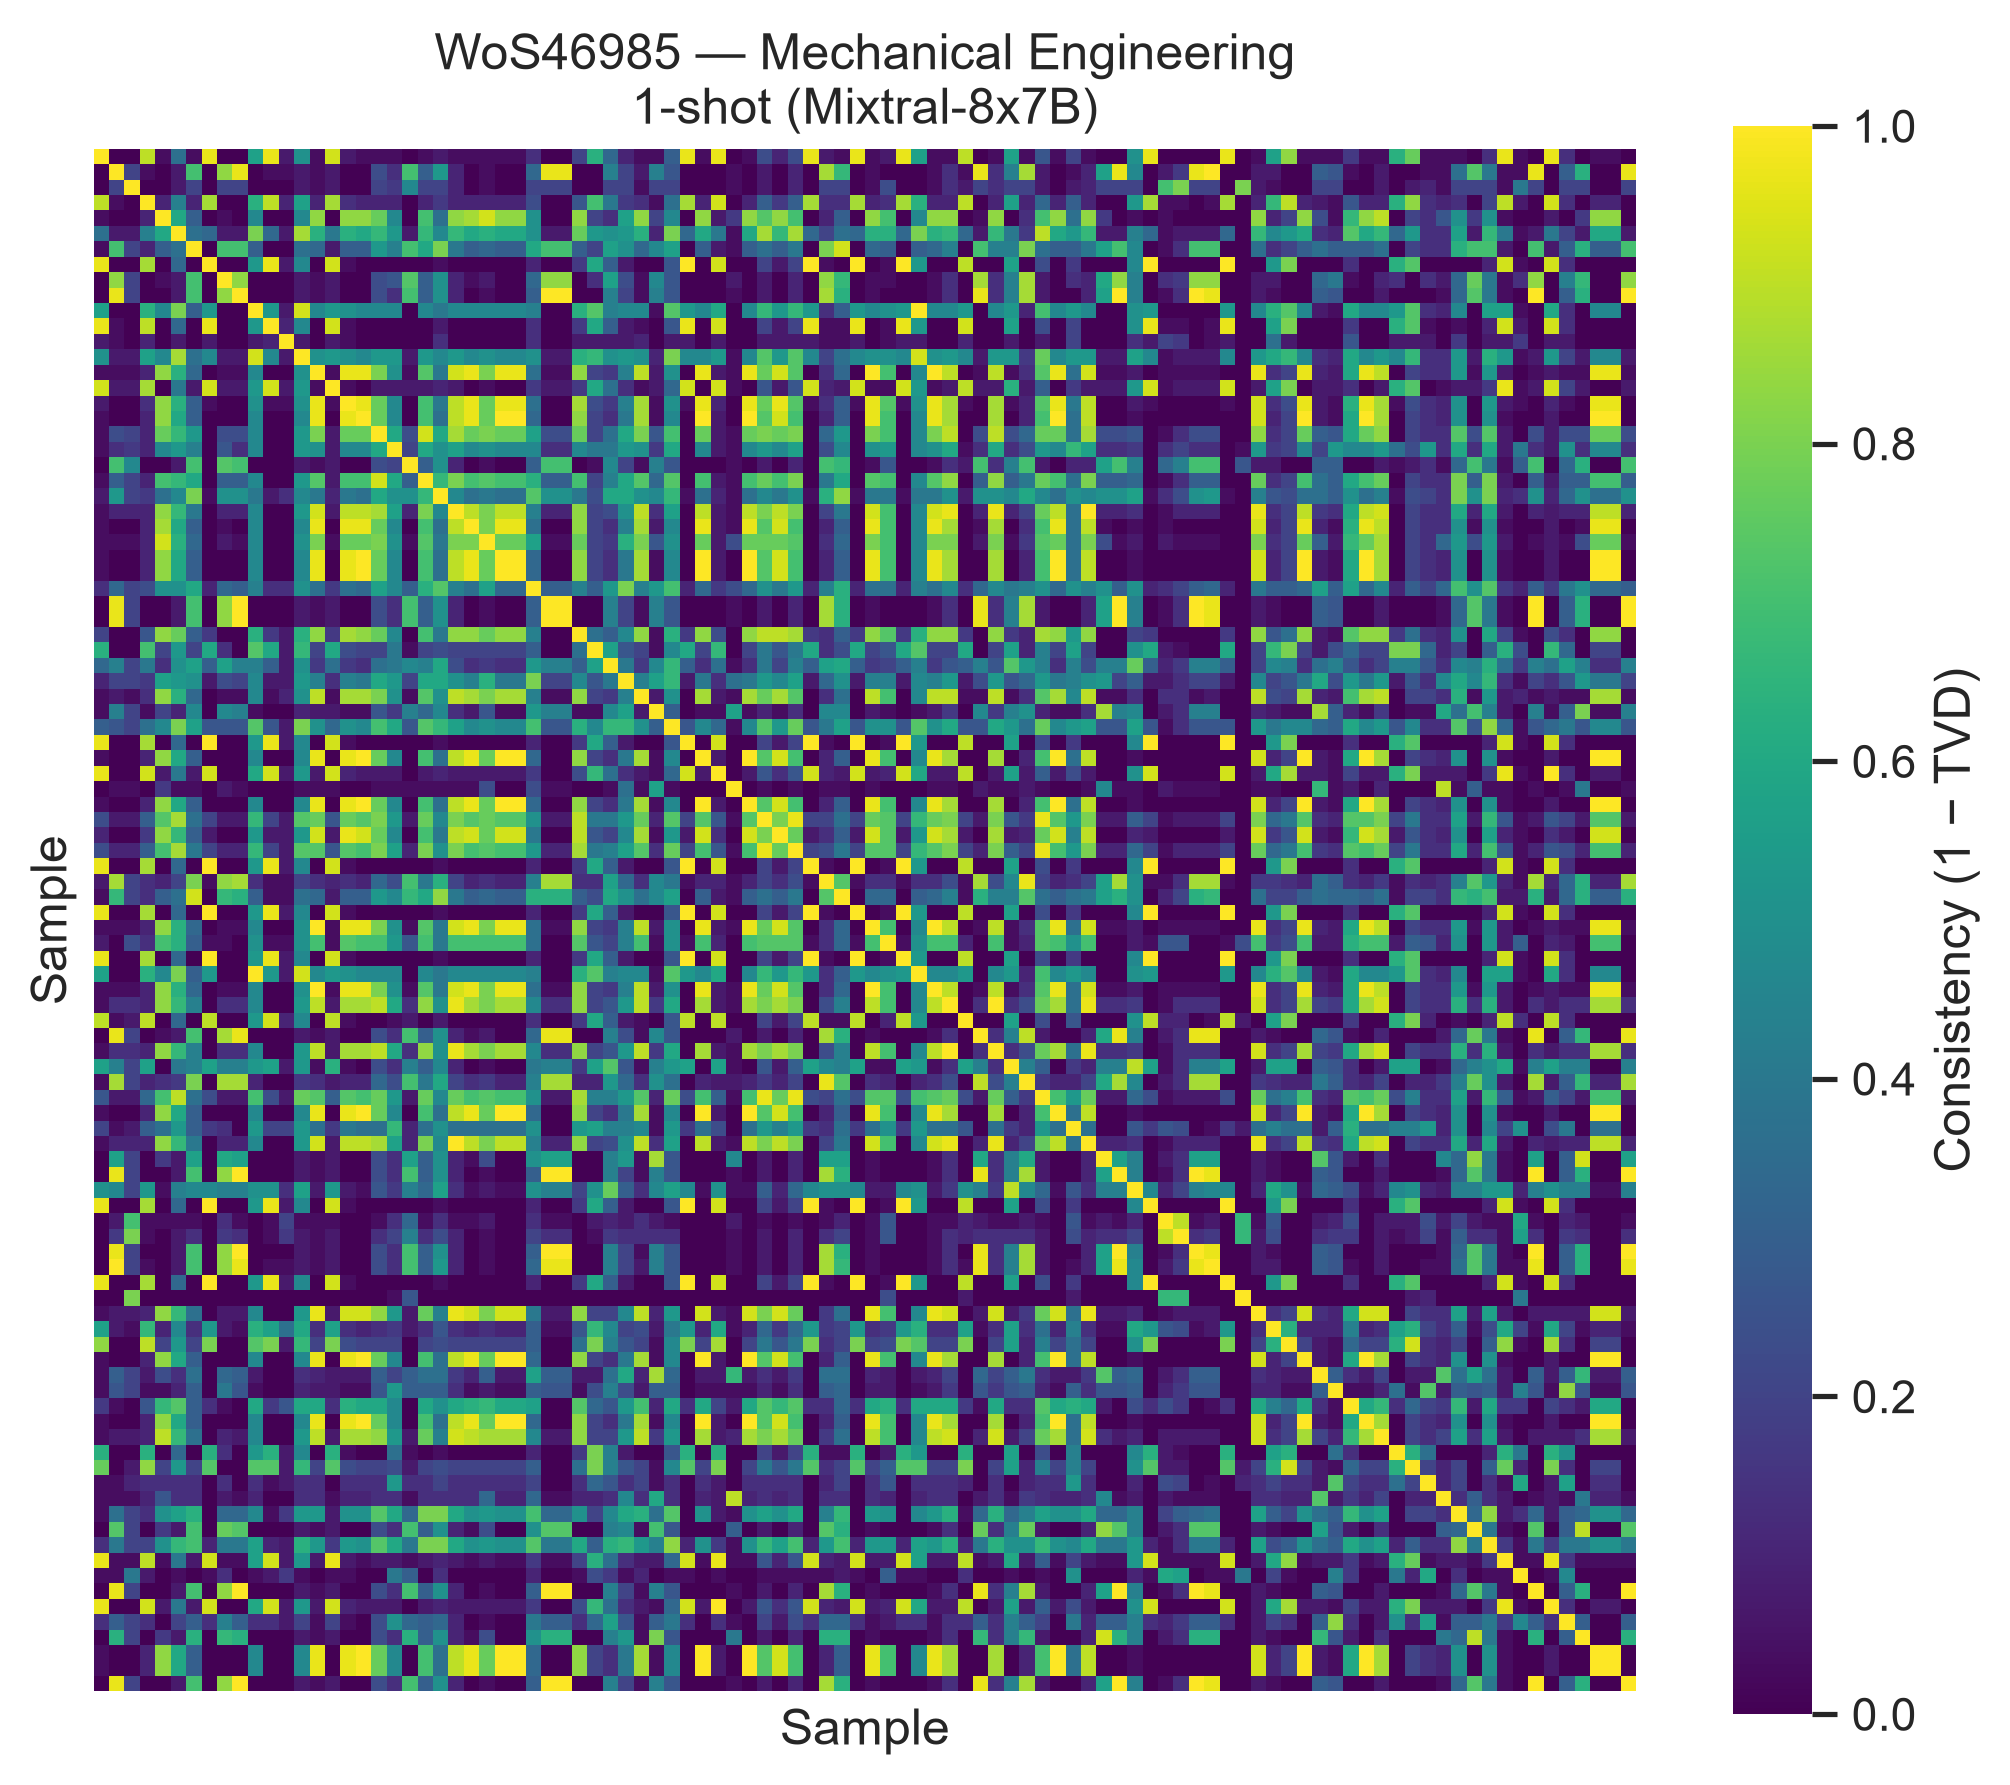 WoS46985 — Mechanical Engineering
1-shot (Mixtral-8x7B)
Sample
Sample
1.0
0.8
0.6
0.4
0.2
0.0
Consistency (1 − TVD)